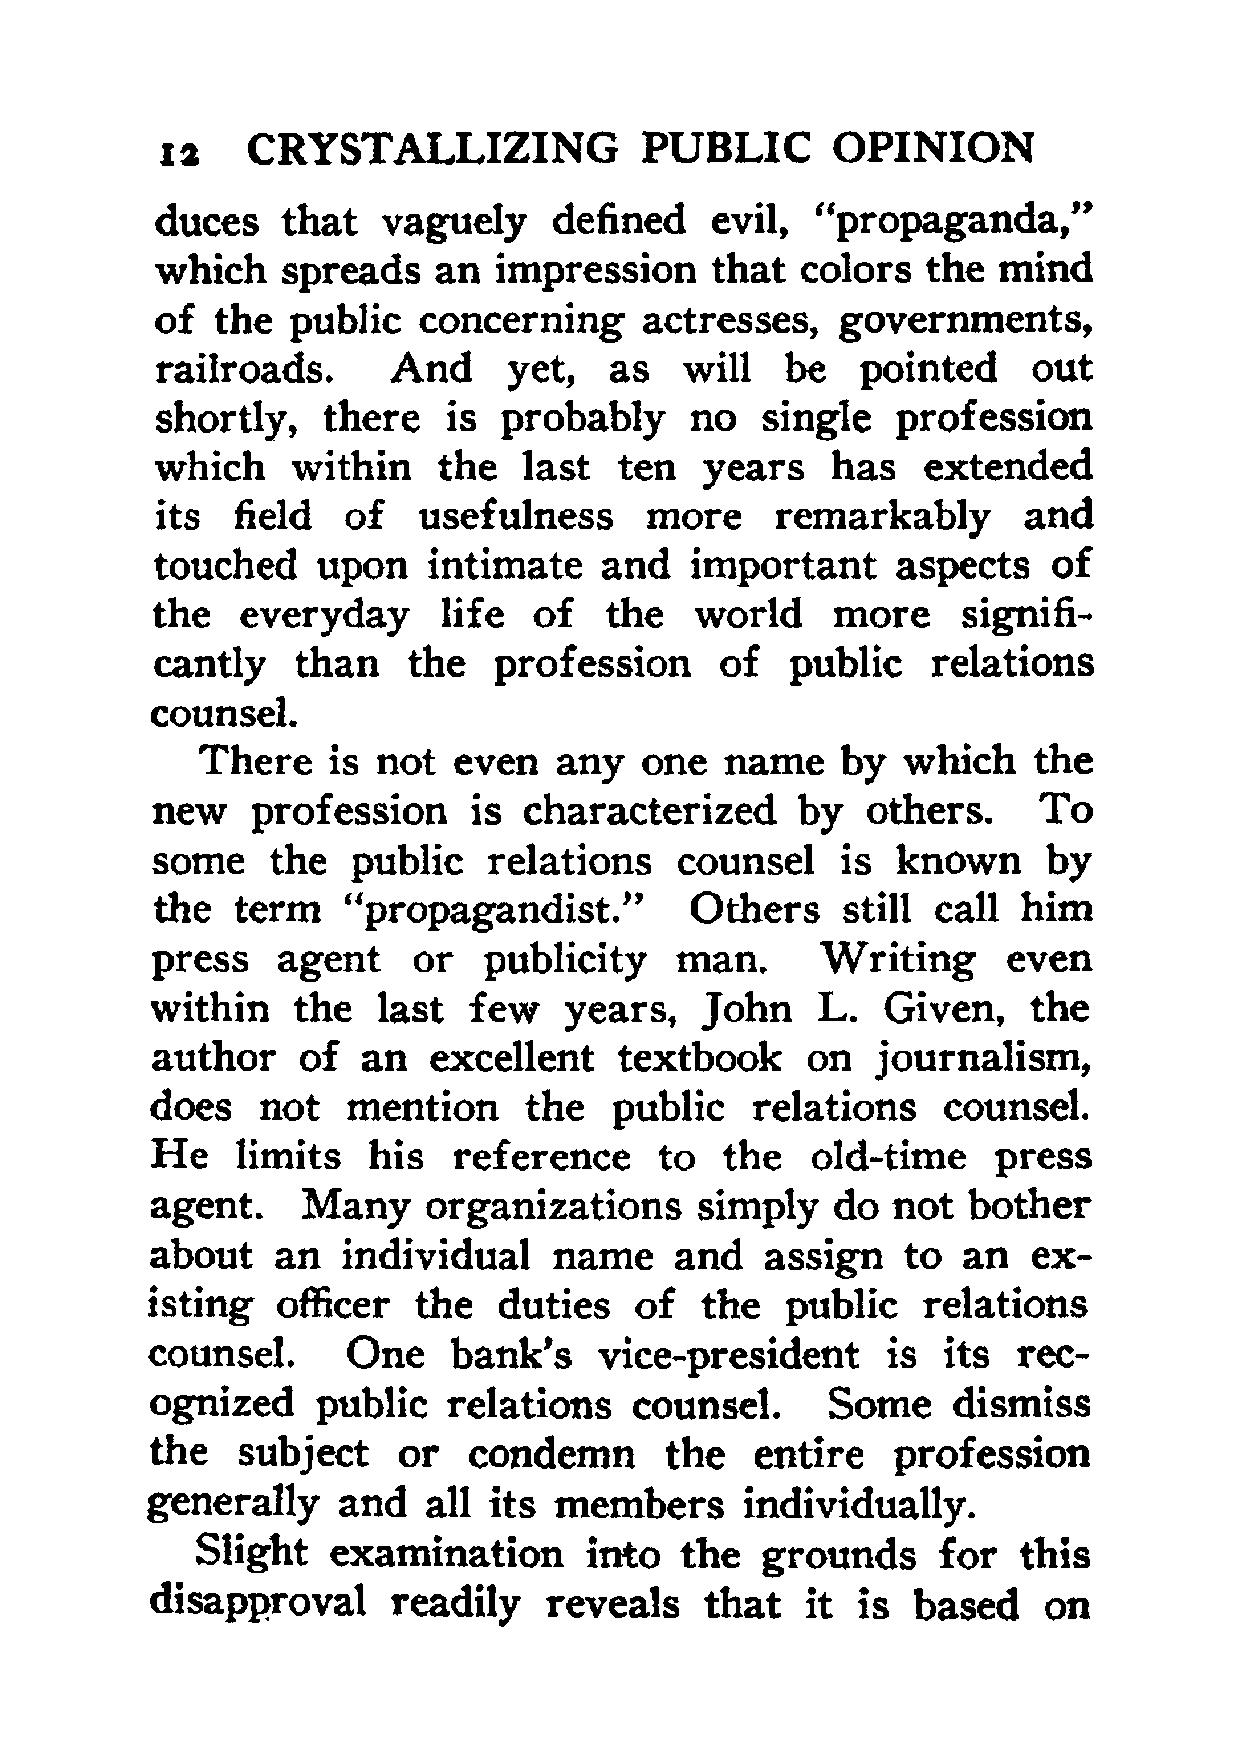 12 CRYSTALLIZING PUBLIC OPINION
duces that vaguely defined evil, “propaganda,”
which spreads an impression that colors the mind
of the public concerning actresses, governments,
railroads. And yet, as will be pointed out
shortly, there is probably no single profession
which within the last ten years has extended
its field of usefulness more remarkably and
touched upon intimate and important aspects of
the everyday life of the world more signifi-
cantly than the profession of public relations
counsel.
There is not even any one name by which the
new profession is characterized by others. To
some the public relations counsel is known by
the term “propagandist.” Others still call him
press agent or publicity man. Writing even
within the last few years, John L. Given, the
author of an excellent textbook on journalism,
does not mention the public relations counsel.
He limits his reference to the old-time press
agent. Many organizations simply do not bother
about an individual name and assign to an ex-
isting officer the duties of the public relations
counsel. One bank’s vice-president is its rec-
ognized public relations counsel. Some dismiss
the subject or condemn the entire profession
generally and all its members individually.
Slight examination into the grounds for this
disapproval readily reveals that it is based on